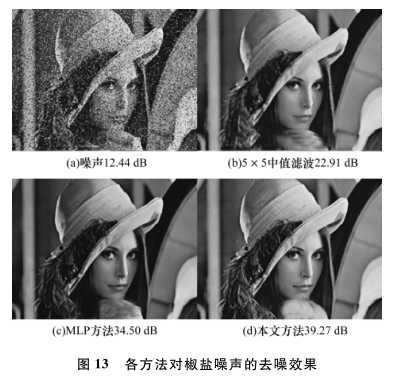 (a)噪声12.44 dB
(b)5×5中值滤波22.91 dB
(c)MLP方法34.50 dB
(d)本文方法39.27 dB
图 13 各方法对椒盐噪声的去噪效果